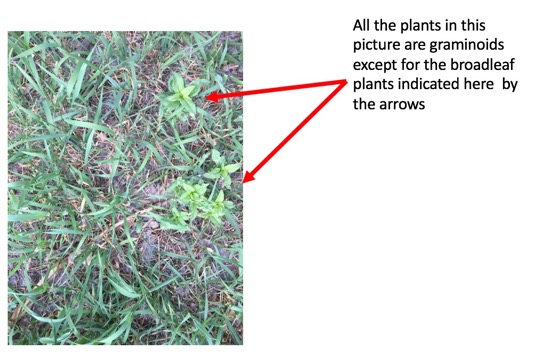 All the plants in this
picture are graminoids
except for the broadleaf
plants indicated here  by
the arrows